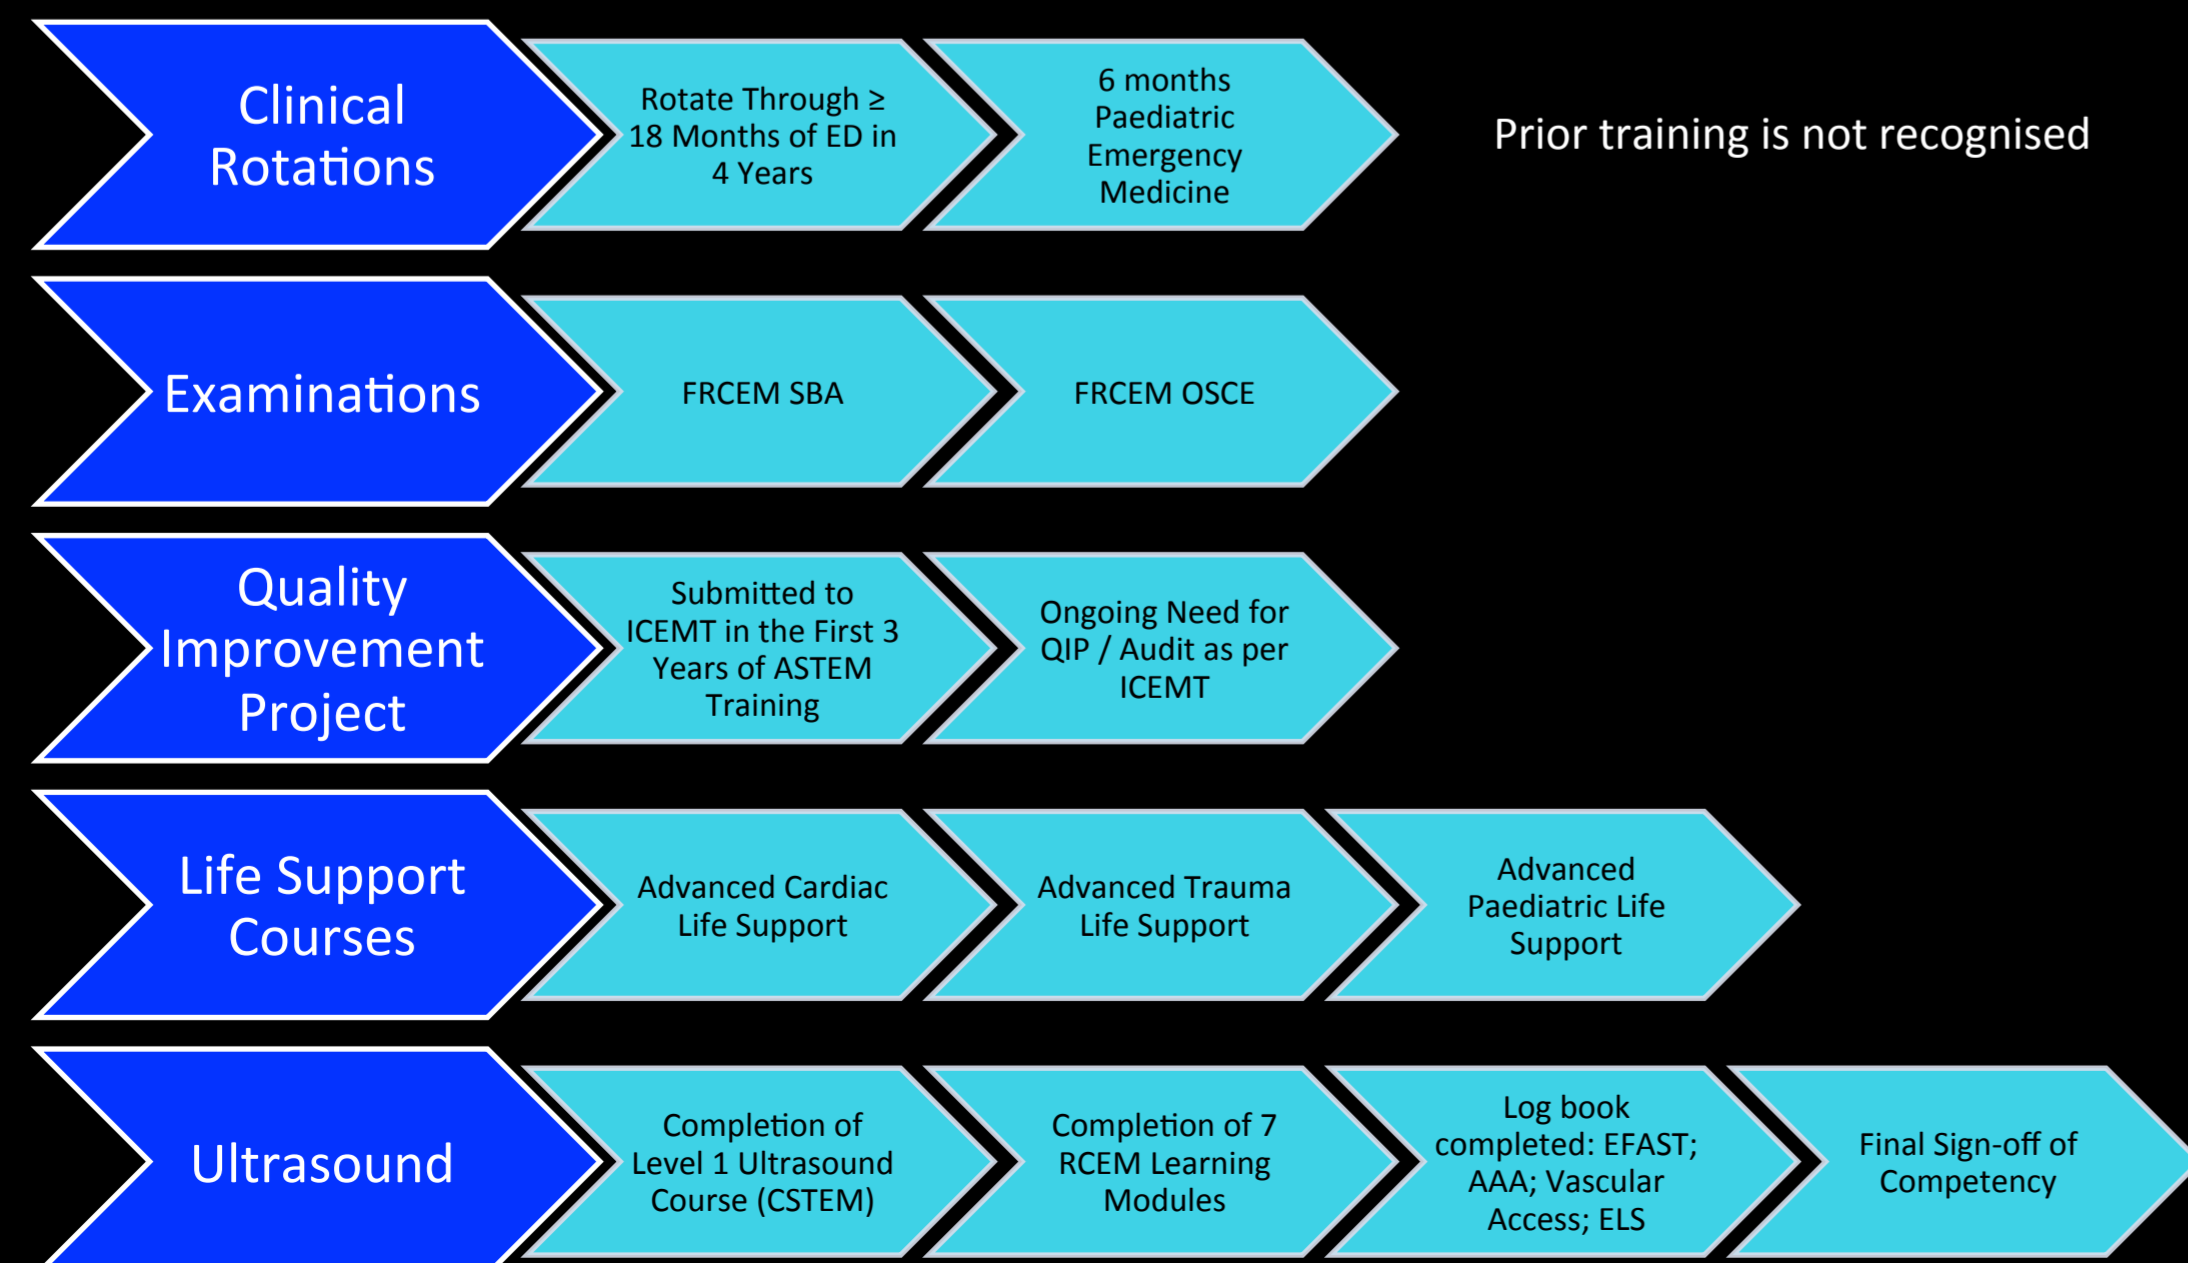 Clinical
Rotations
Rotate Through ≥
18 Months of ED in
4 Years
6 months
Paediatric
Emergency
Medicine
Prior training is not recognised
Examinations
FRCEM SBA
FRCEM OSCE
Quality
Improvement
Project
Submitted to
ICEMT in the First 3
Years of ASTEM
Training
Ongoing Need for
QIP / Audit as per
ICEMT
Life Support
Courses
Advanced Cardiac
Life Support
Advanced Trauma
Life Support
Advanced
Paediatric Life
Support
Ultrasound
Completion of
Level 1 Ultrasound
Course (CSTEM)
Completion of 7
RCEM Learning
Modules
Log book
completed: EFAST;
AAA; Vascular
Access; ELS
Final Sign-off of
Competency